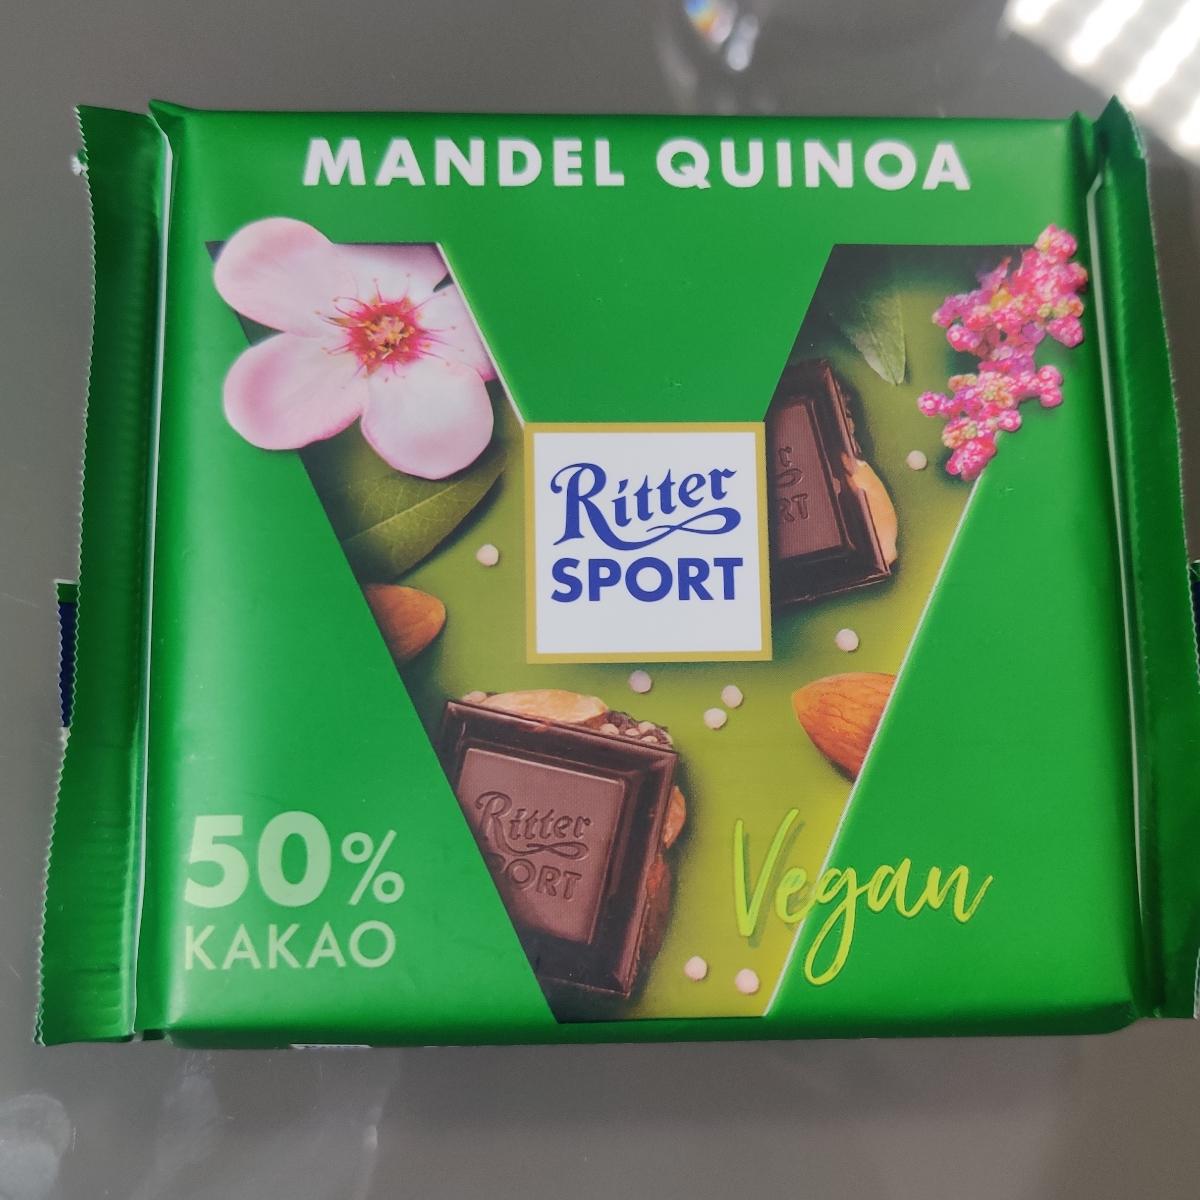 MANDEL QUINOA
Ritter
SPORT
Ritter
SPORT
50%
KAKAO
Vegan